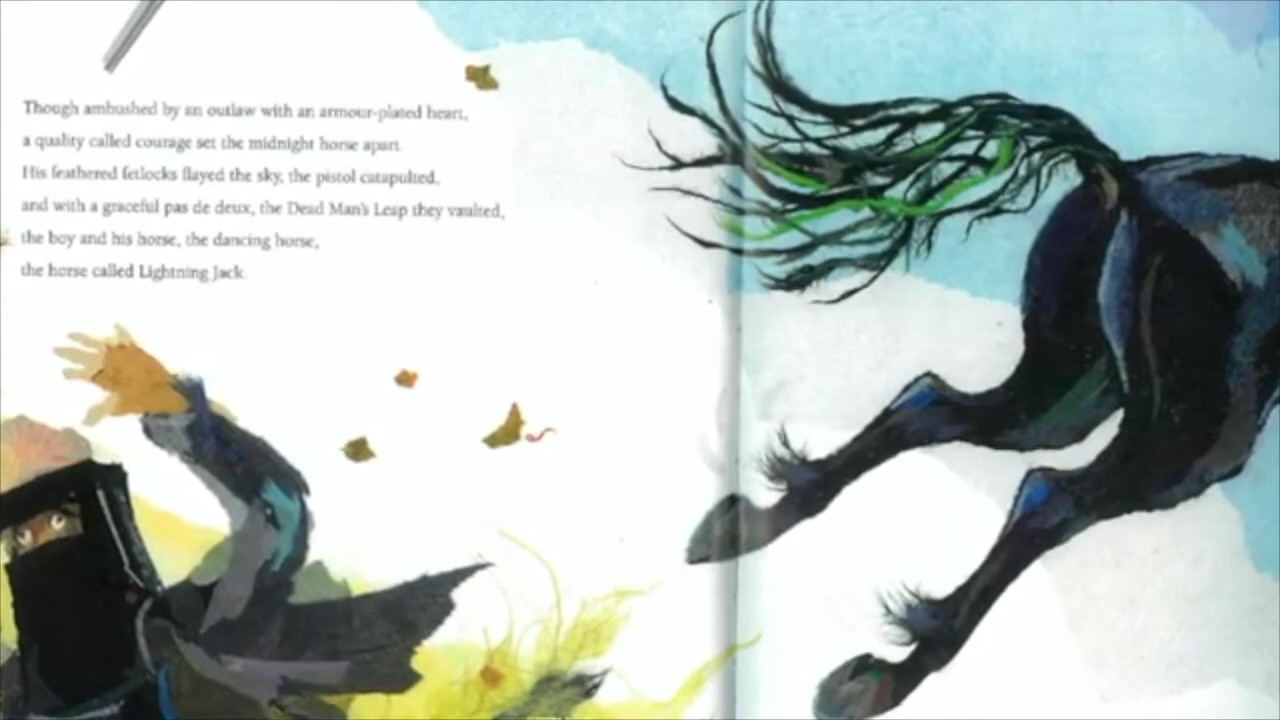 Though ambushed by an outlaw with an armour-plated heart,
a quality called courage set the midnight horse apart.
His feathered fetlocks flayed the sky, the pistol catapulted,
and with a graceful pas de deux, the Dead Man's Leap they vaulted,
the boy and his horse, the dancing horse,
the horse called Lightning Jack.